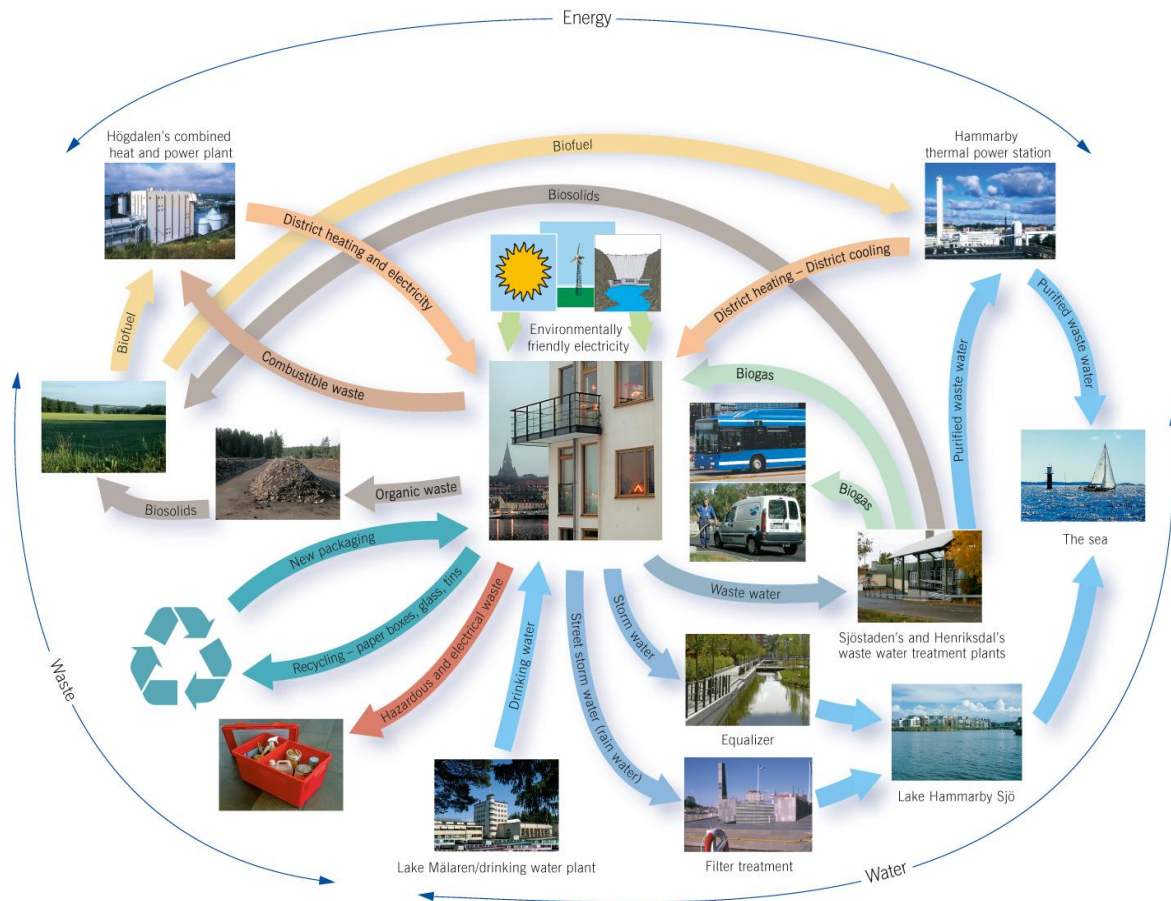 Energy
Högdalen's combined
heat and power plant
Hammarby
thermal power station
Biofuel
Biosolids
District heating and electricity
District heating – District cooling
Environmentally
friendly electricity
Biofuel
Combustible waste
Biogas
Purified waste water
Purified waste water
Organic waste
Biosolids
Biogas
The sea
New packaging
Waste water
Sjöstaden's and Henriksdal's
waste water treatment plants
Recycling – paper boxes, glass, tins
Hazardous and electrical waste
Drinking water
Street storm water (rain water)
Storm water
Waste
Equalizer
Lake Hammarby Sjö
Lake Mälaren/drinking water plant
Filter treatment
Water